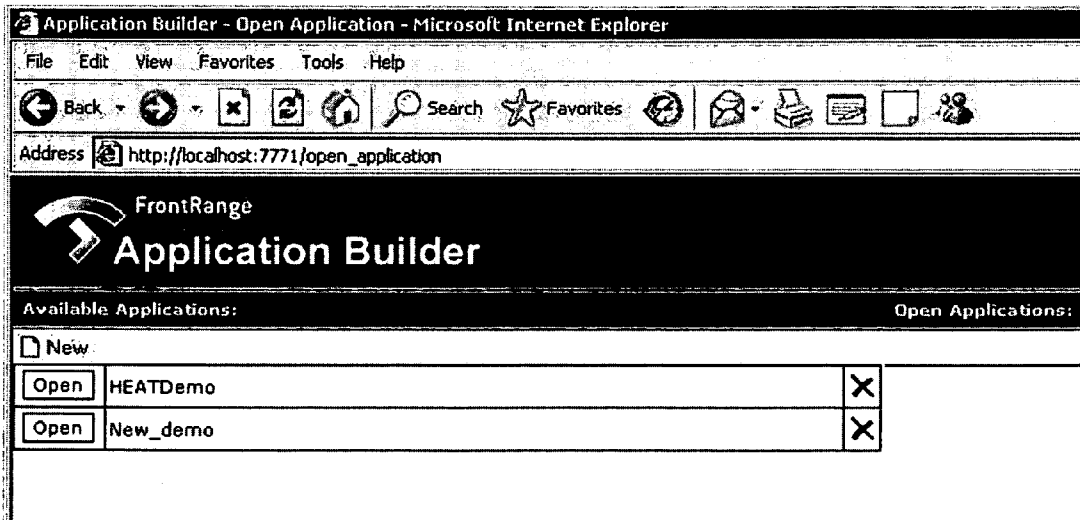 Application Builder - Open Application - Microsoft Internet Explorer
File Edit View Favorites Tools Help
Back Search Favorites
Address http://localhost:7771/open_application
FrontRange
Application Builder
Available Applications: Open Applications:
New
Open HEATDemo X
Open New_demo X